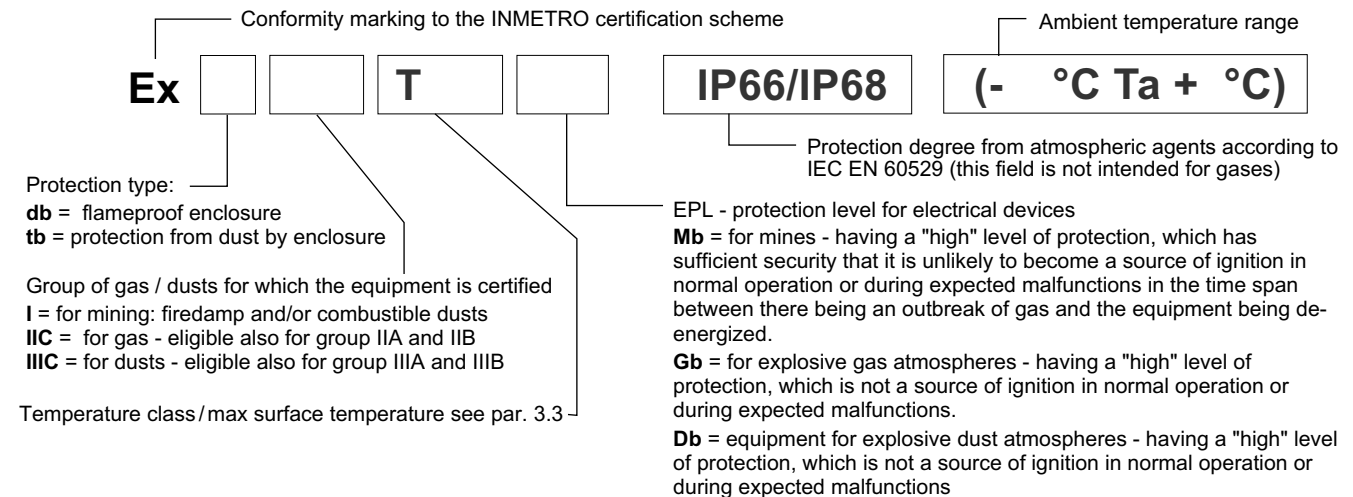 Conformity marking to the INMETRO certification scheme
Ambient temperature range
Ex T IP66/IP68 (- °C Ta + °C)
Protection degree from atmospheric agents according to
IEC EN 60529 (this field is not intended for gases)
Protection type:
db = flameproof enclosure
tb = protection from dust by enclosure
Group of gas / dusts for which the equipment is certified
I = for mining: firedamp and/or combustible dusts
IIC = for gas - eligible also for group IIA and IIB
IIIC = for dusts - eligible also for group IIIA and IIIB
Temperature class/max surface temperature see par. 3.3
EPL - protection level for electrical devices
Mb = for mines - having a "high" level of protection, which has
sufficient security that it is unlikely to become a source of ignition in
normal operation or during expected malfunctions in the time span
between there being an outbreak of gas and the equipment being de-
energized.
Gb = for explosive gas atmospheres - having a "high" level of
protection, which is not a source of ignition in normal operation or
during expected malfunctions.
Db = equipment for explosive dust atmospheres - having a "high" level
of protection, which is not a source of ignition in normal operation or
during expected malfunctions